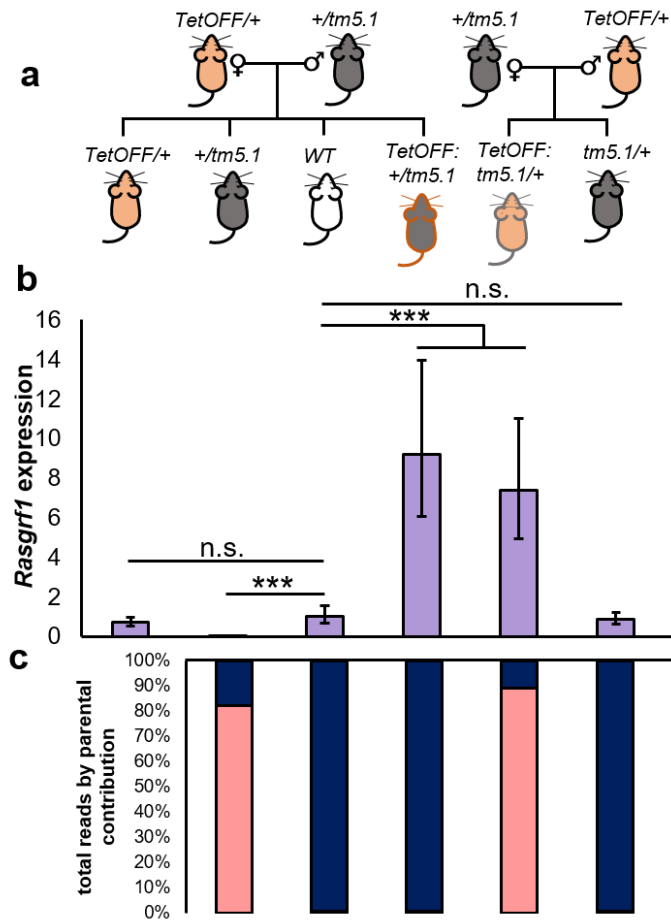 a
TetOFF/+ +/tm5.1 +/tm5.1 TetOFF/+
♀ ♂ ♀ ♂
TetOFF/+ +/tm5.1 WT TetOFF: TetOFF: tm5.1/+
+/tm5.1 tm5.1/+
b
n.s.
***
n.s.
***
Rasgrf1 expression
16
14
12
10
8
6
4
2
0
c
total reads by parental
contribution
100%
90%
80%
70%
60%
50%
40%
30%
20%
10%
0%